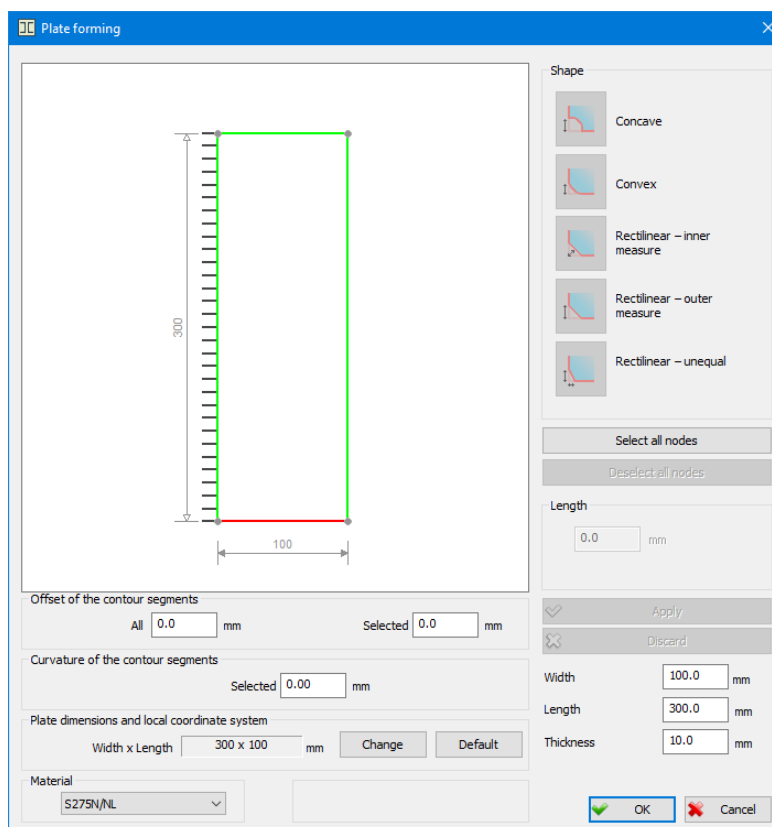 Plate forming
300
100
Shape
Concave
Convex
Rectilinear – inner
measure
Rectilinear – outer
measure
Rectilinear – unequal
Select all nodes
Deselect all nodes
Length
0.0 mm
Offset of the contour segments
All 0.0 mm Selected 0.0 mm
Apply
Discard
Curvature of the contour segments
Selected 0.00 mm
Width 100.0 mm
Length 300.0 mm
Thickness 10.0 mm
Plate dimensions and local coordinate system
Width x Length 300 x 100 mm Change Default
Material
S275N/NL
OK Cancel